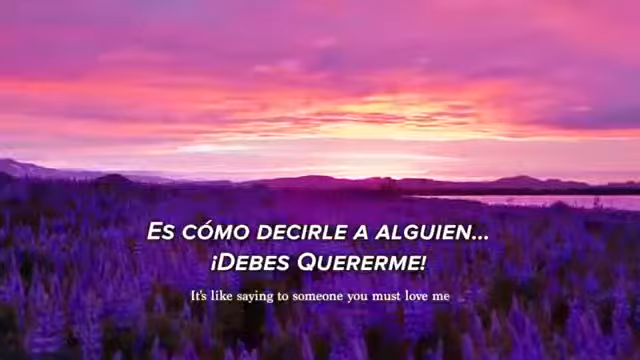 Es cómo decirle a alguien...
¡Debes Quererme!
It's like saying to someone you must love me